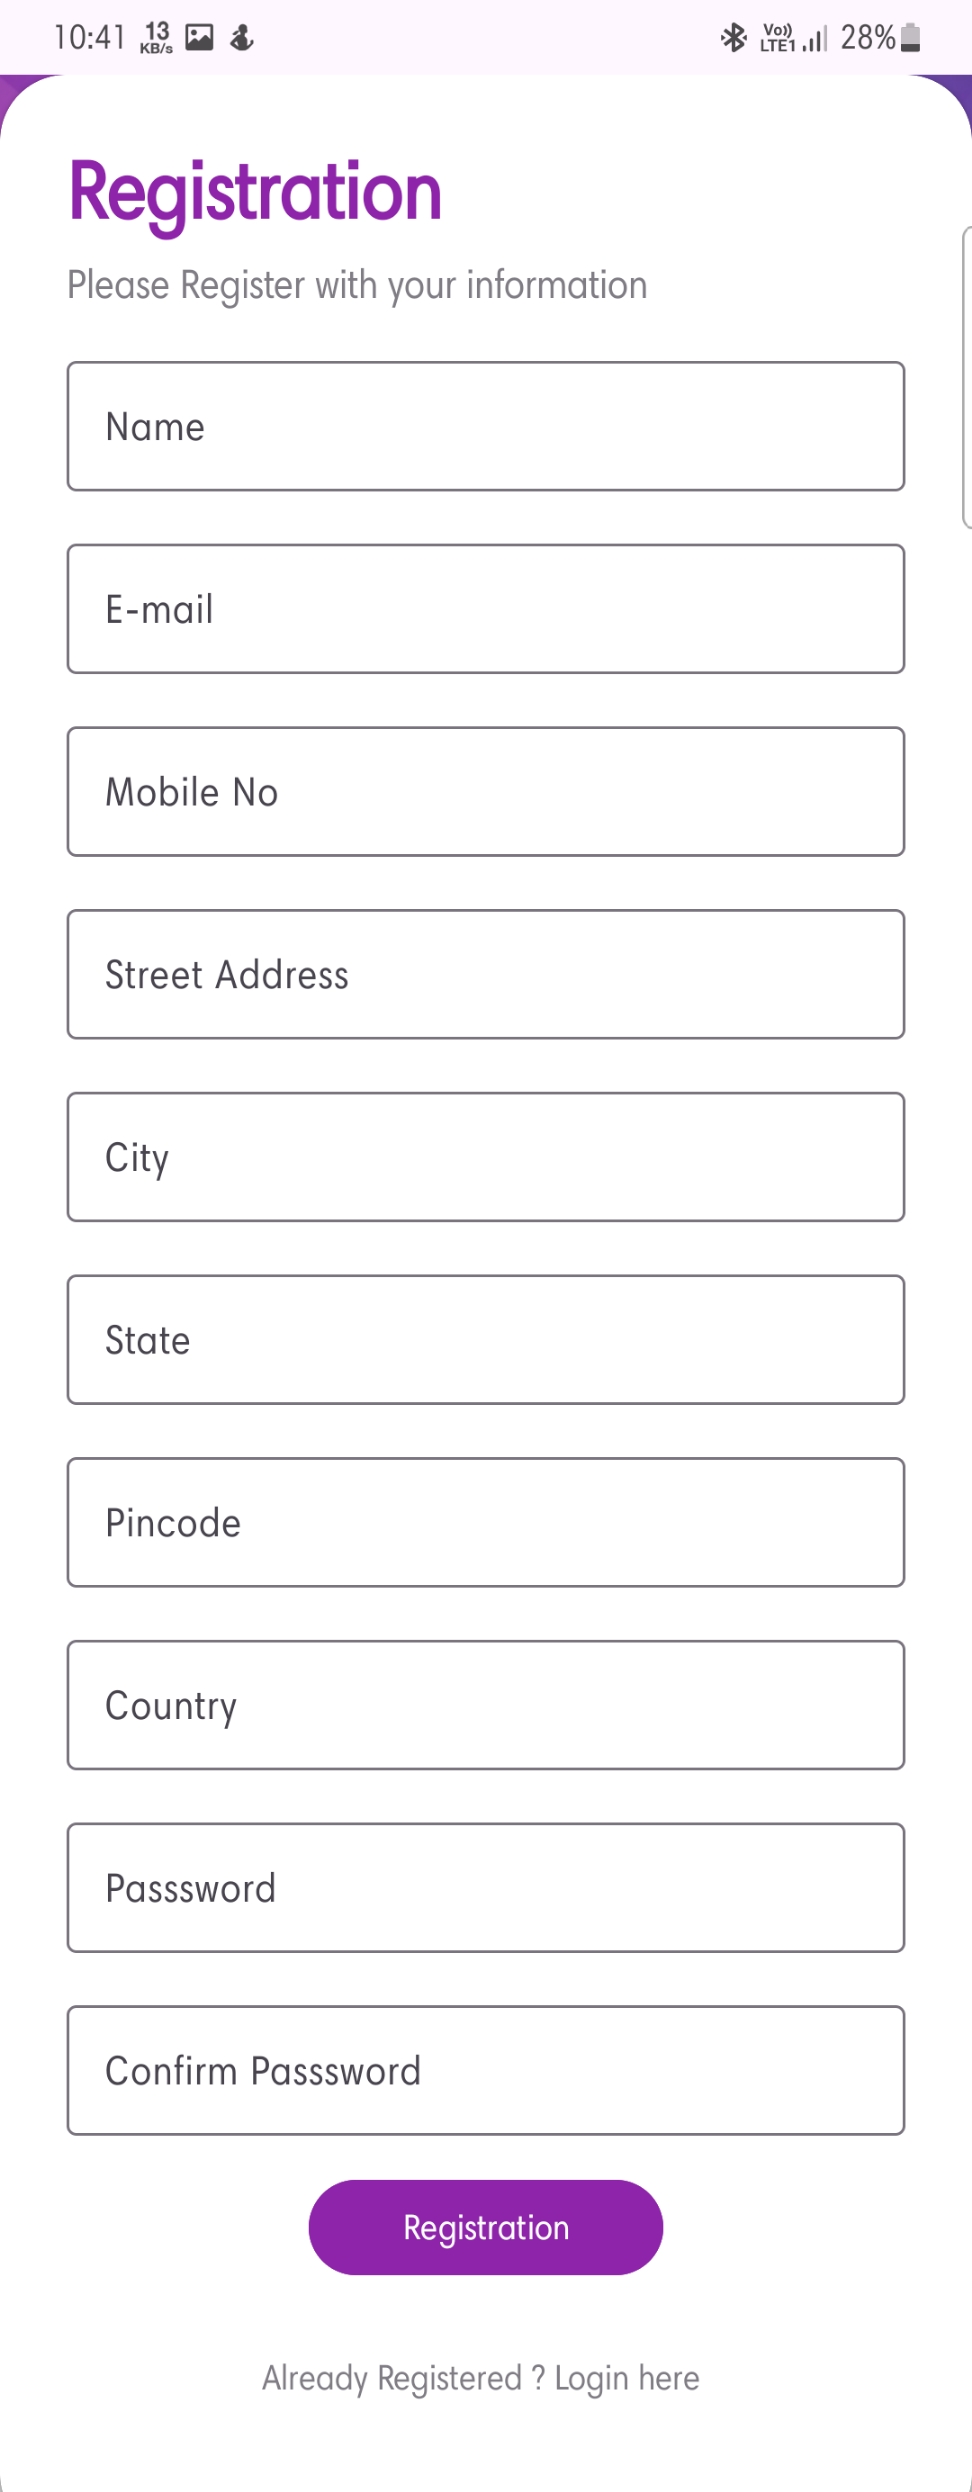 10:41 13 KB/s Vo)) LTE1 28%
Registration
Please Register with your information
Name
E-mail
Mobile No
Street Address
City
State
Pincode
Country
Passsword
Confirm Passsword
Registration
Already Registered ? Login here